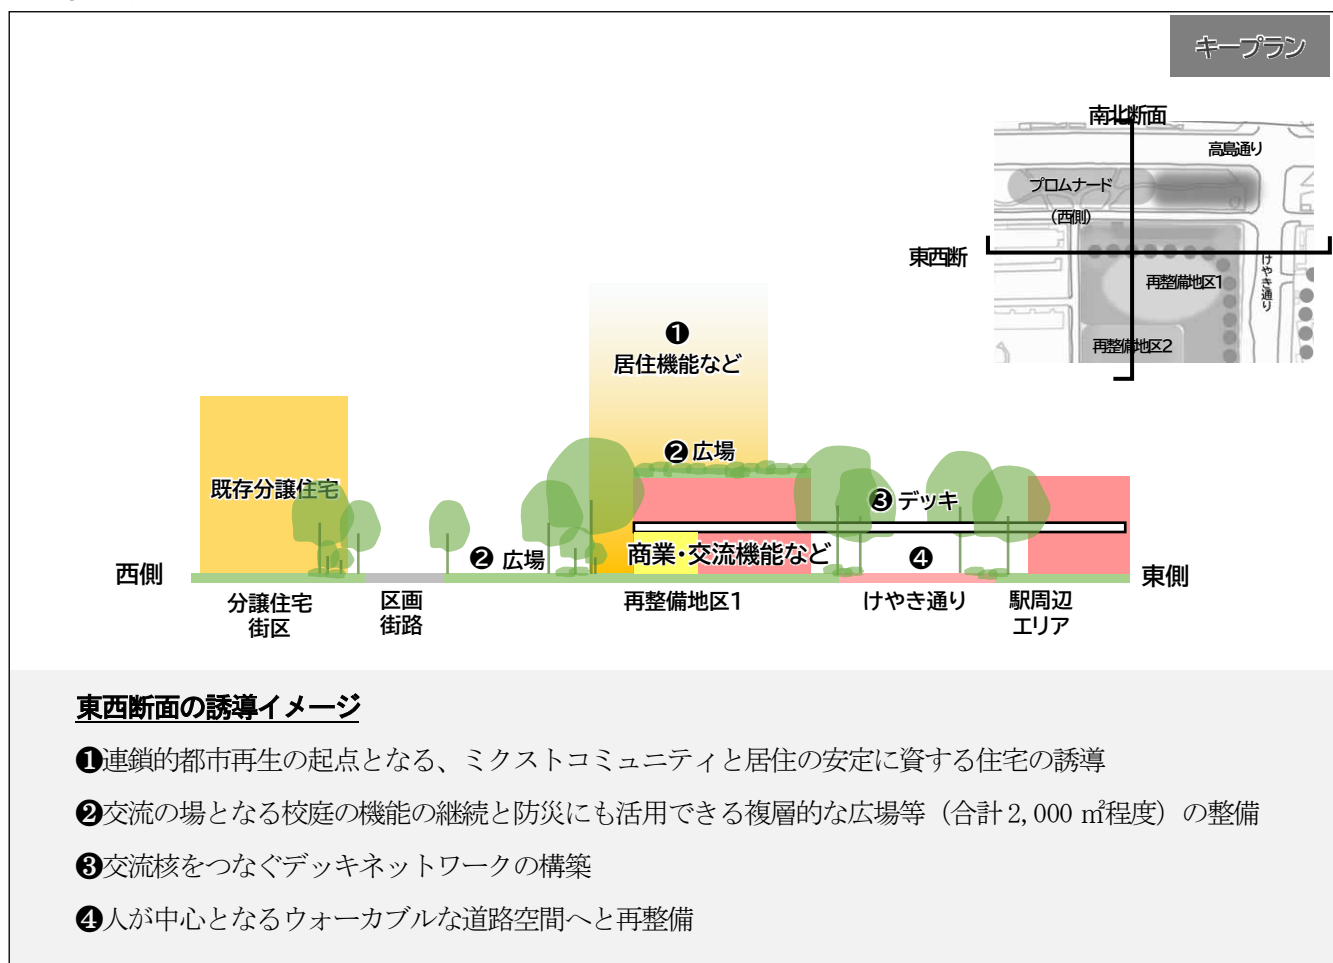 キープラン
南北断面
高島通り
プロムナード
（西側）
東西断
けやき通り
再整備地区1
再整備地区2
❶
居住機能など
❷広場
既存分譲住宅
❸デッキ
❷ 広場
商業・交流機能など
❹
西側
東側
分譲住宅
街区
区画
街路
再整備地区1
けやき通り
駅周辺
エリア
東西断面の誘導イメージ
❶連鎖的都市再生の起点となる、ミクストコミュニティと居住の安定に資する住宅の誘導
❷交流の場となる校庭の機能の継続と防災にも活用できる複層的な広場等（合計2,000 ㎡程度）の整備
❸交流核をつなぐデッキネットワークの構築
❹人が中心となるウォーカブルな道路空間へと再整備